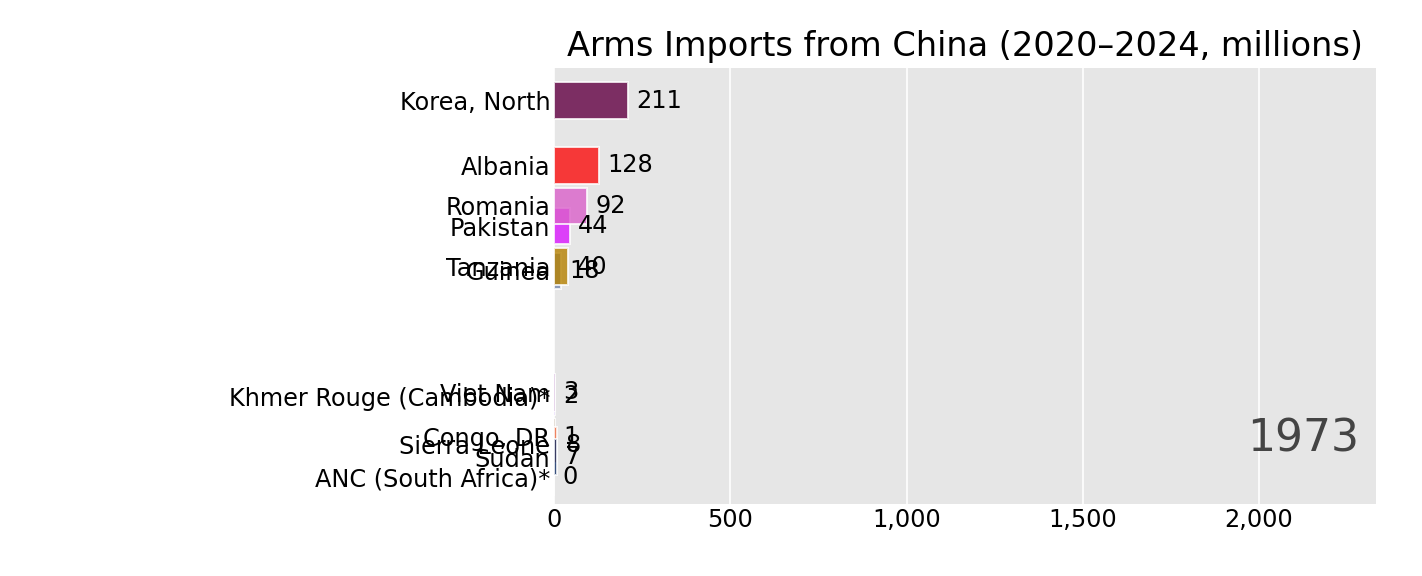 Arms Imports from China (2020–2024, millions)
Korea, North 211
Albania 128
Romania 92
Pakistan 44
Tanzania 40
Guinea 18
Viet Nam 3
Khmer Rouge (Cambodia)* 2
Congo, DR 1
Sierra Leone 8
Sudan 7
ANC (South Africa)* 0
1973
0 500 1,000 1,500 2,000